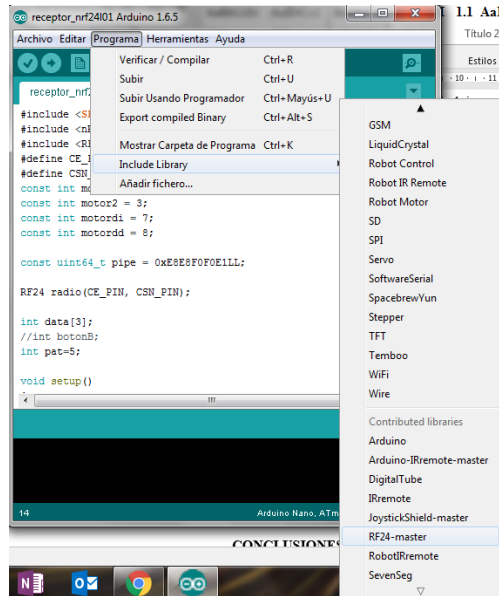 receptor_nrf24l01 Arduino 1.6.5
Archivo Editar Programa Herramientas Ayuda
Verificar / Compilar Ctrl+R
Subir Ctrl+U
Subir Usando Programador Ctrl+Mayús+U
Export compiled Binary Ctrl+Alt+S
Mostrar Carpeta de Programa Ctrl+K
Include Library
Añadir fichero...
receptor_nrf2
#include <S
#include <n
#include <R
#define CE_
#define CSN
const int mo
const int motor2 = 3;
const int motordi = 7;
const int motordd = 8;
const uint64_t pipe = 0xE8E8F0F0E1LL;
RF24 radio(CE_PIN, CSN_PIN);
int data[3];
//int botonB;
int pat=5;
void setup()
14
Arduino Nano, ATm
GSM
LiquidCrystal
Robot Control
Robot IR Remote
Robot Motor
SD
SPI
Servo
SoftwareSerial
SpacebrewYun
Stepper
TFT
Temboo
WiFi
Wire
Contributed libraries
Arduino
Arduino-IRremote-master
DigitalTube
IRremote
JoystickShield-master
RF24-master
RobotIRremote
SevenSeg
1.1 AaI
Título 2
Estilos
· 10 · ı · 11
CONCLUSIONES